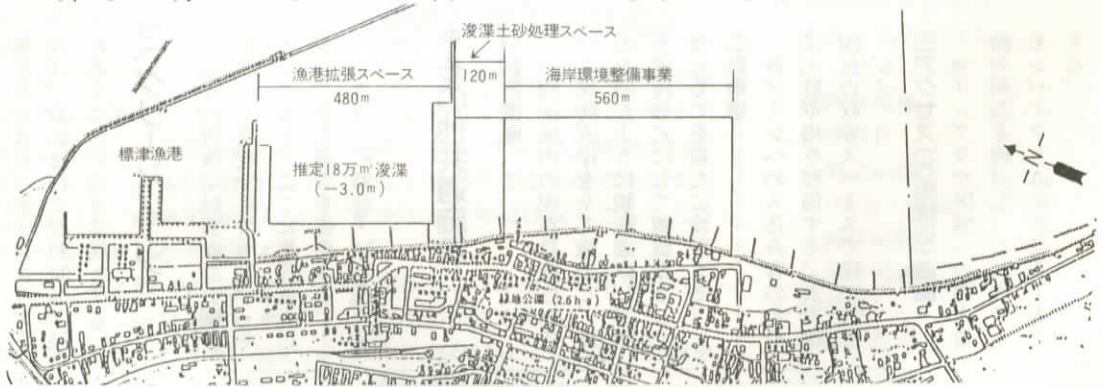 浚渫土砂処理スペース
漁港拡張スペース
120m
海岸環境整備事業
480m
560m
標津漁港
推定18万㎥浚渫
(−3.0m)
N
緑地公園 (2.6ha)